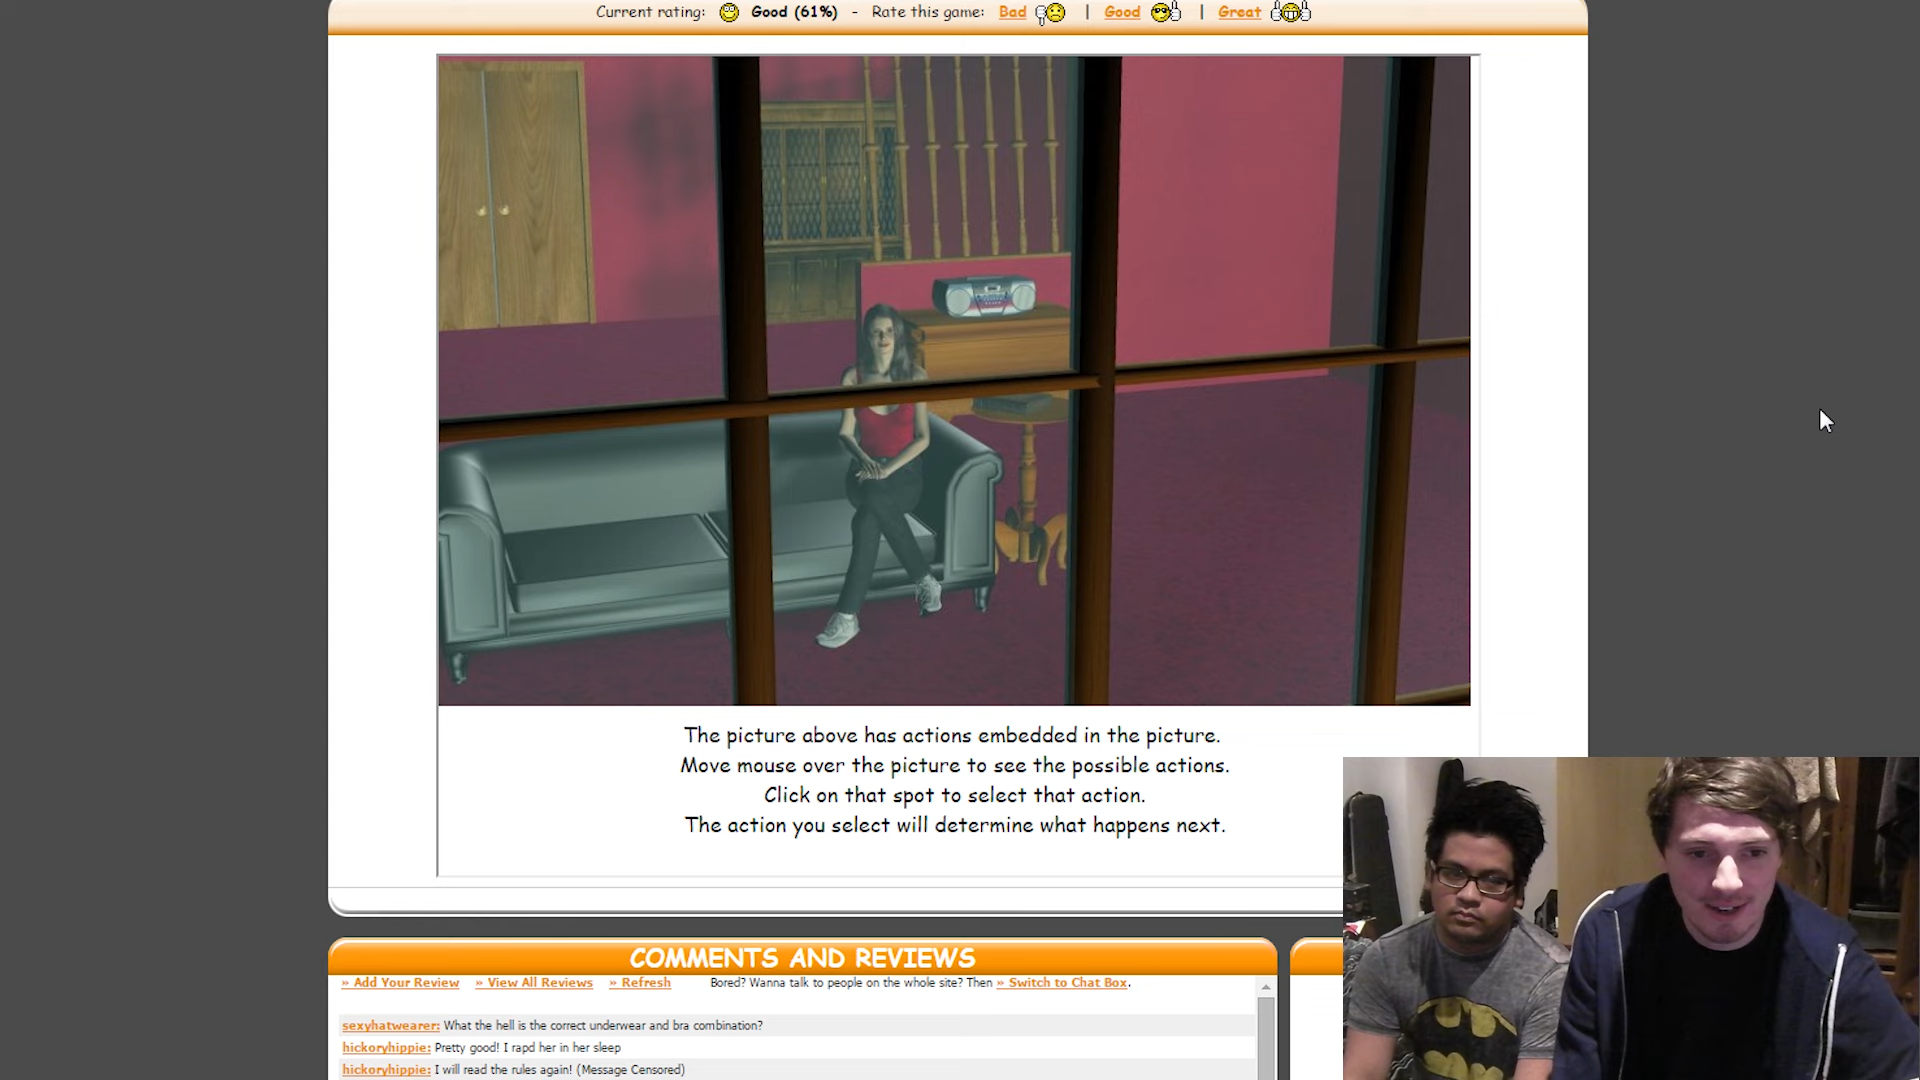 Current rating: Good (61%) - Rate this game: Bad | Good | Great
The picture above has actions embedded in the picture.
Move mouse over the picture to see the possible actions.
Click on that spot to select that action.
The action you select will determine what happens next.
COMMENTS AND REVIEWS
» Add Your Review » View All Reviews » Refresh Bored? Wanna talk to people on the whole site? Then » Switch to Chat Box.
sexyhatwearer: What the hell is the correct underwear and bra combination?
hickoryhippie: Pretty good! I rapd her in her sleep
hickoryhippie: I will read the rules again! (Message Censored)